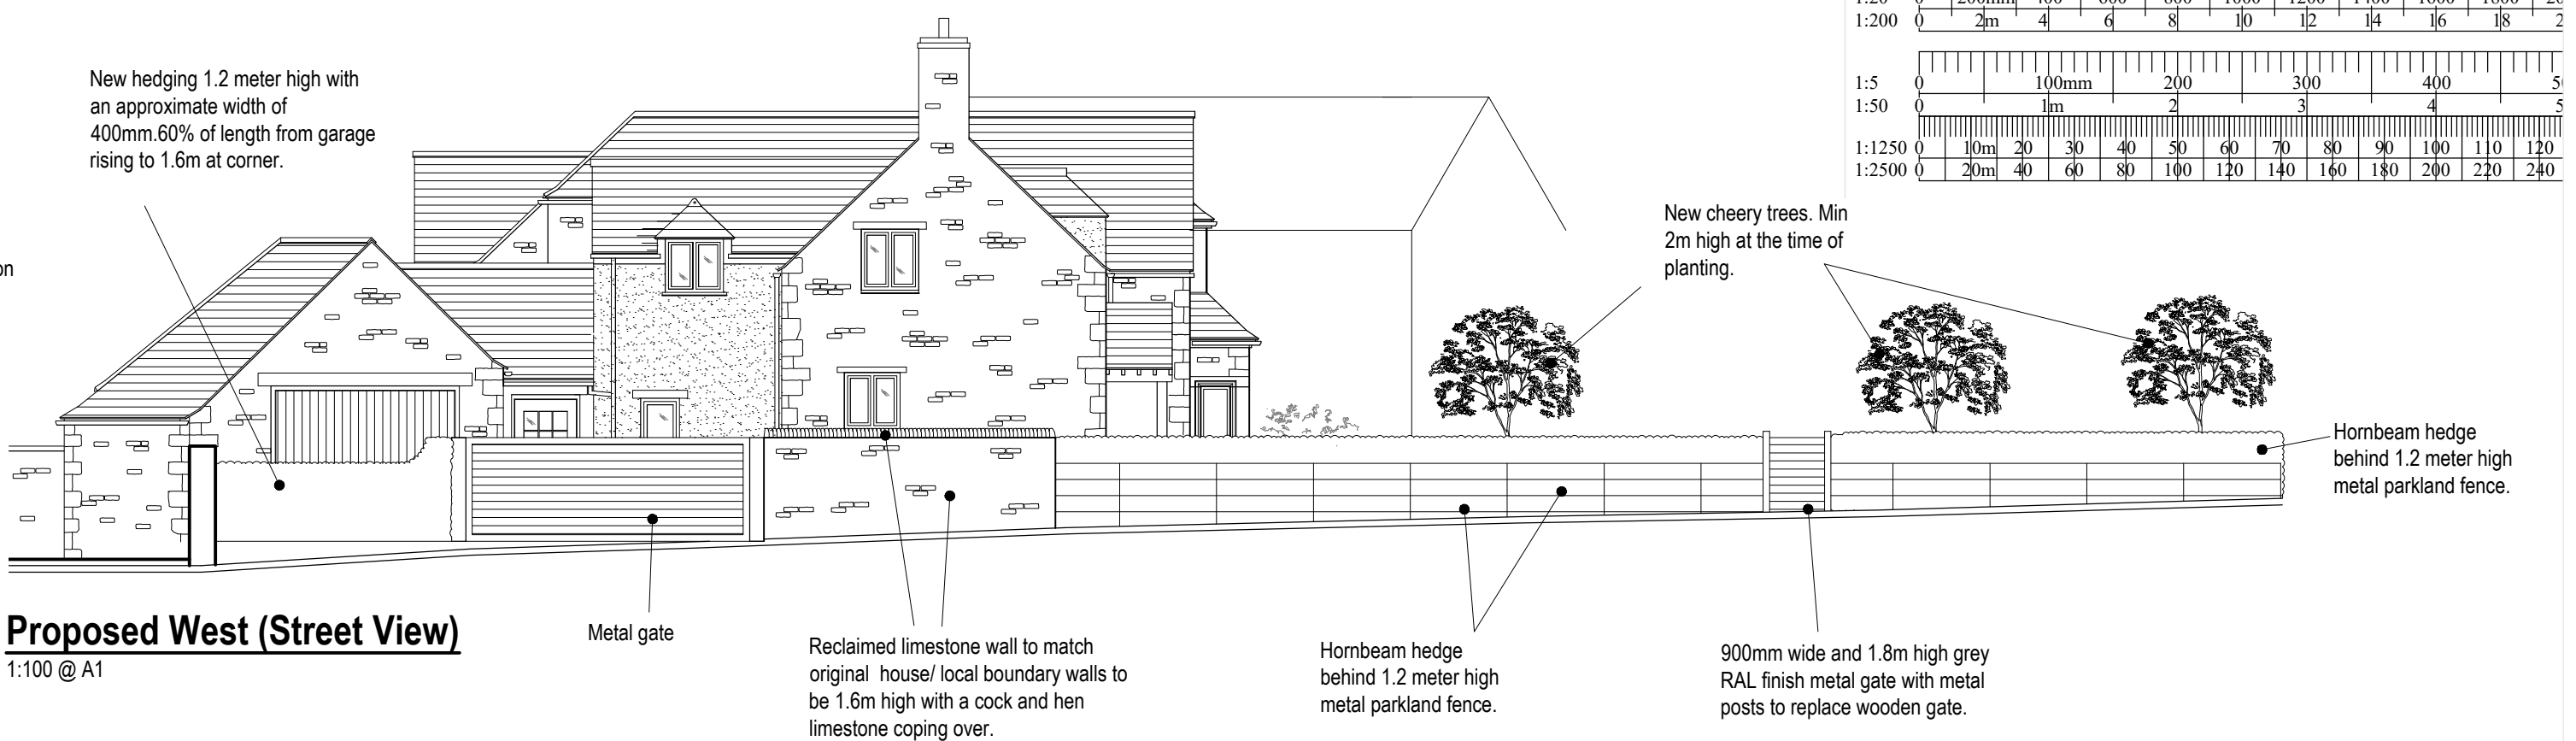 1:200 0 2m 4 6 8 10 12 14 16 18
1:5 0 100mm 200 300 400
1:50 0 1m 2 3 4
1:1250 0 10m 20 30 40 50 60 70 80 90 100 110 120
1:2500 0 20m 40 60 80 100 120 140 160 180 200 220 240
New hedging 1.2 meter high with
an approximate width of
400mm.60% of length from garage
rising to 1.6m at corner.
on
New cheery trees. Min
2m high at the time of
planting.
Hornbeam hedge
behind 1.2 meter high
metal parkland fence.
Proposed West (Street View)
1:100 @ A1
Metal gate
Reclaimed limestone wall to match
original house/ local boundary walls to
be 1.6m high with a cock and hen
limestone coping over.
Hornbeam hedge
behind 1.2 meter high
metal parkland fence.
900mm wide and 1.8m high grey
RAL finish metal gate with metal
posts to replace wooden gate.